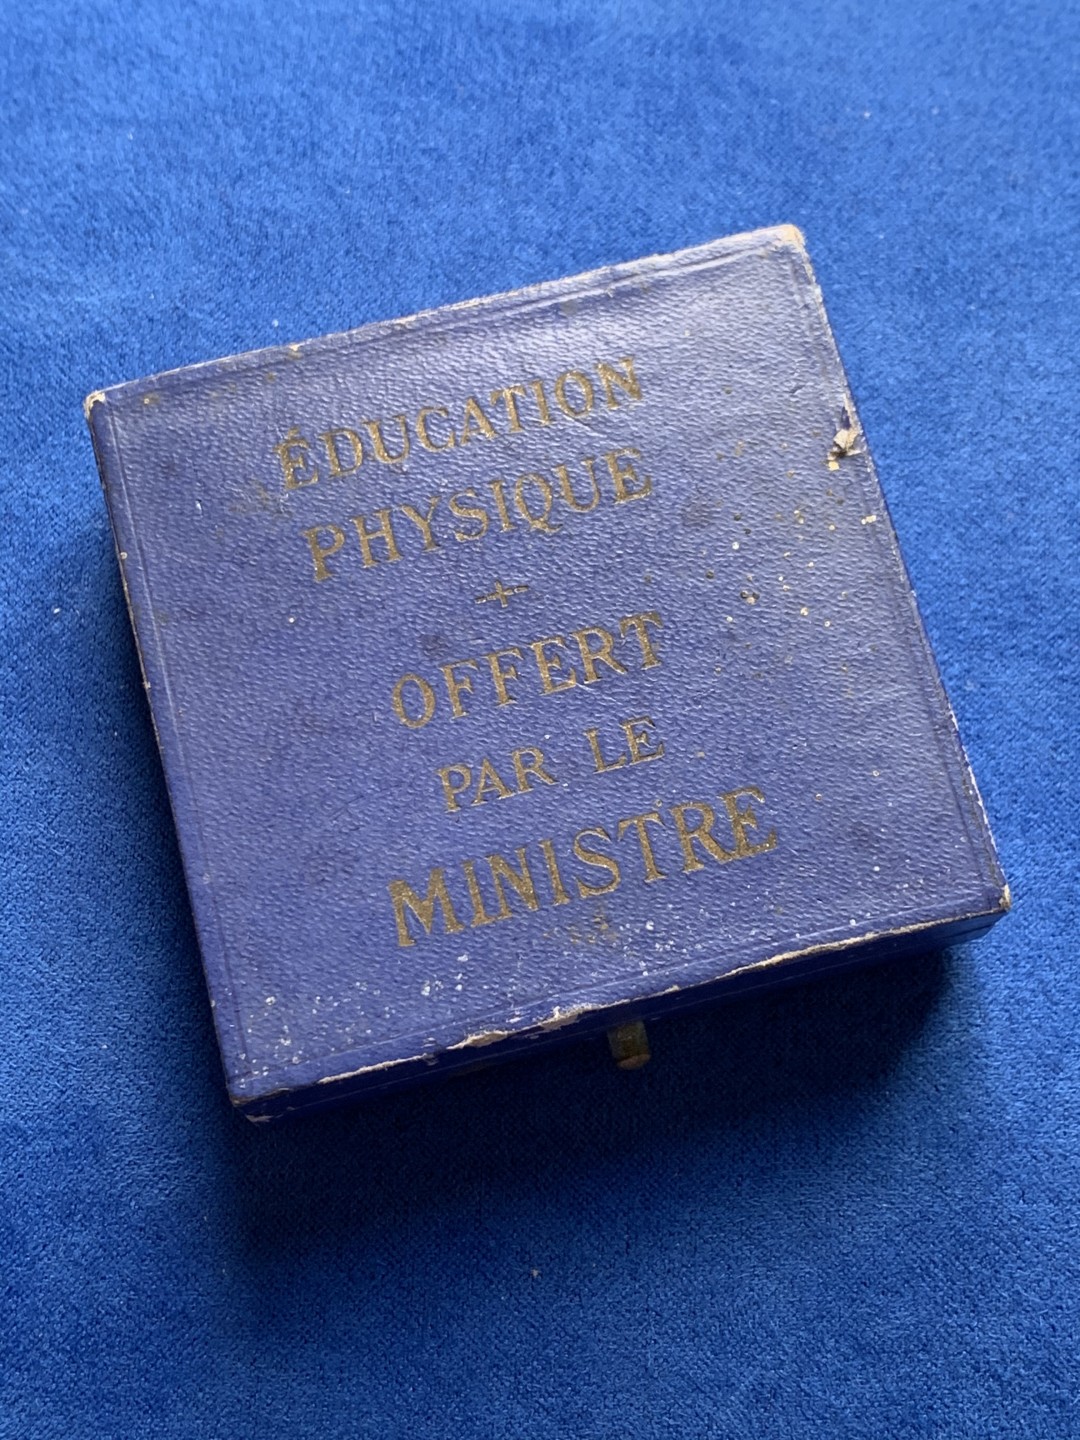 ÉDUCATION
PHYSIQUE
+
OFFERT
PAR LE
MINISTRE